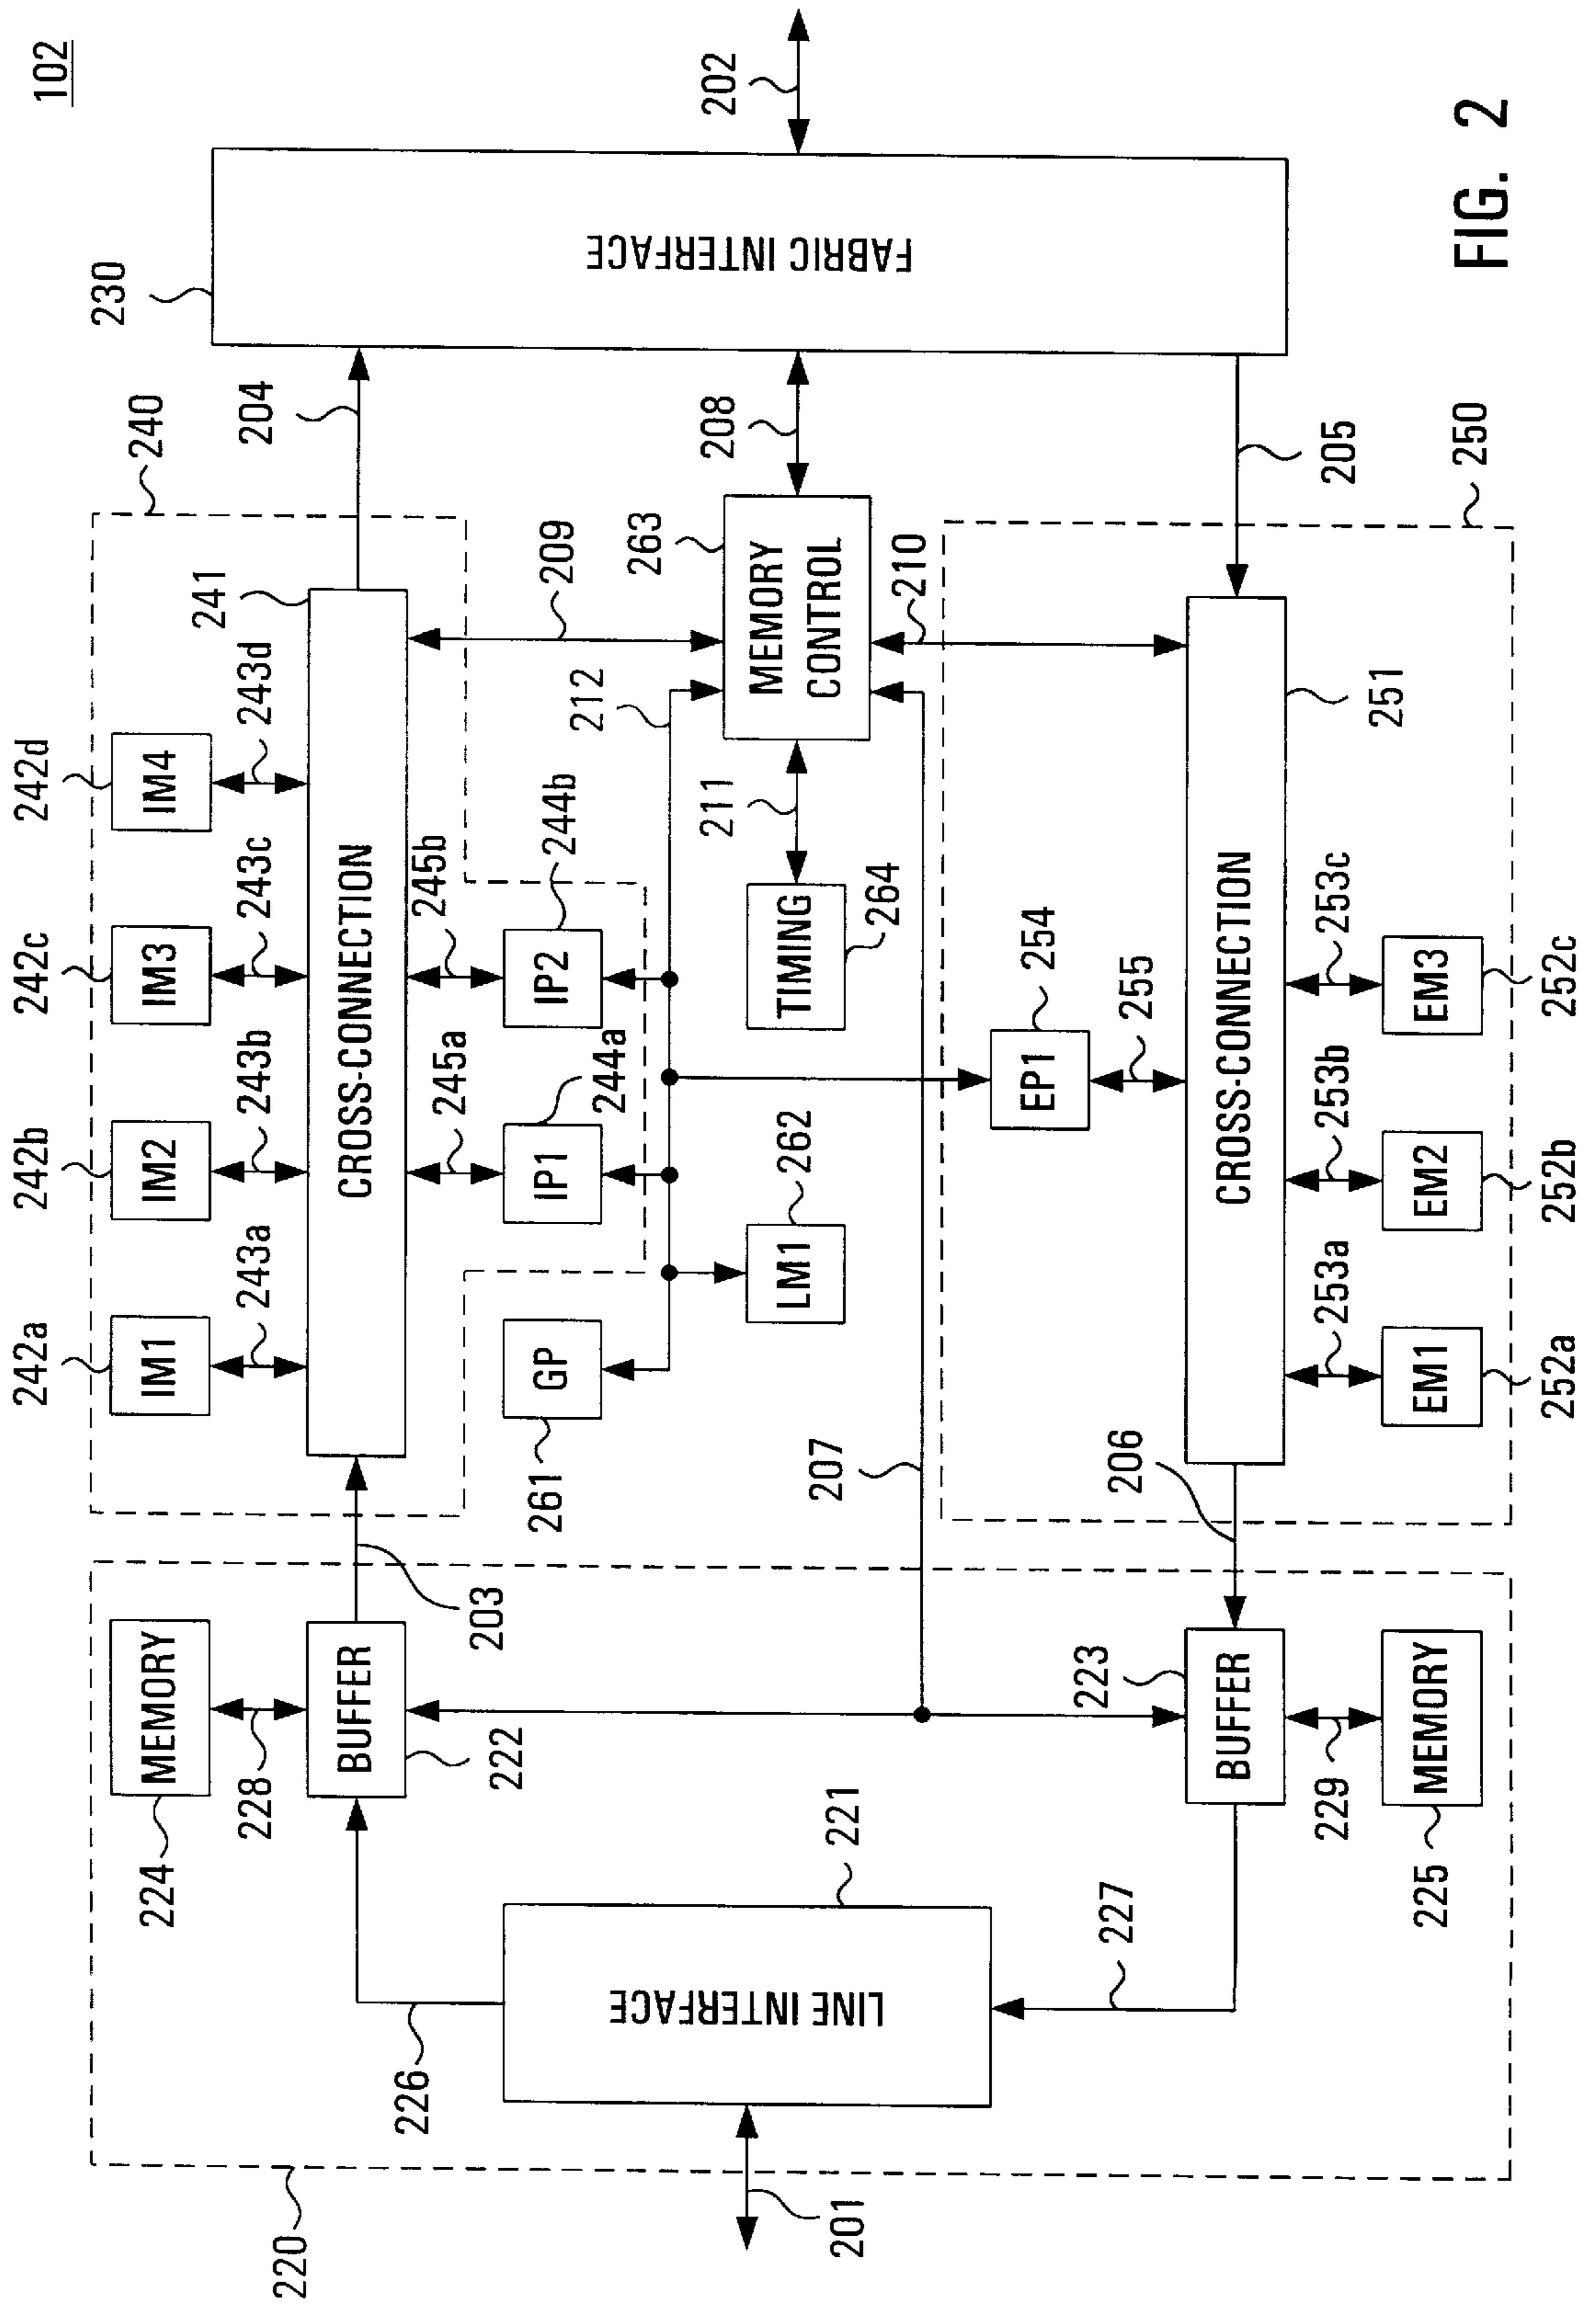 102
242a
242b
242c
242d
240
230
IM1
IM2
IM3
IM4
243a
243b
243c
243d
241
204
220
224
MEMORY
228
BUFFER
222
203
CROSS-CONNECTION
226
245a
245b
209
261
GP
IP1
244a
IP2
244b
212
263
208
202
201
LINE INTERFACE
221
LM1
262
TIMING
264
211
MEMORY
CONTROL
FABRIC INTERFACE
207
210
227
223
206
EP1
254
255
205
BUFFER
CROSS-CONNECTION
251
229
253a
253b
253c
225
MEMORY
EM1
EM2
EM3
250
252a
252b
252c
FIG. 2